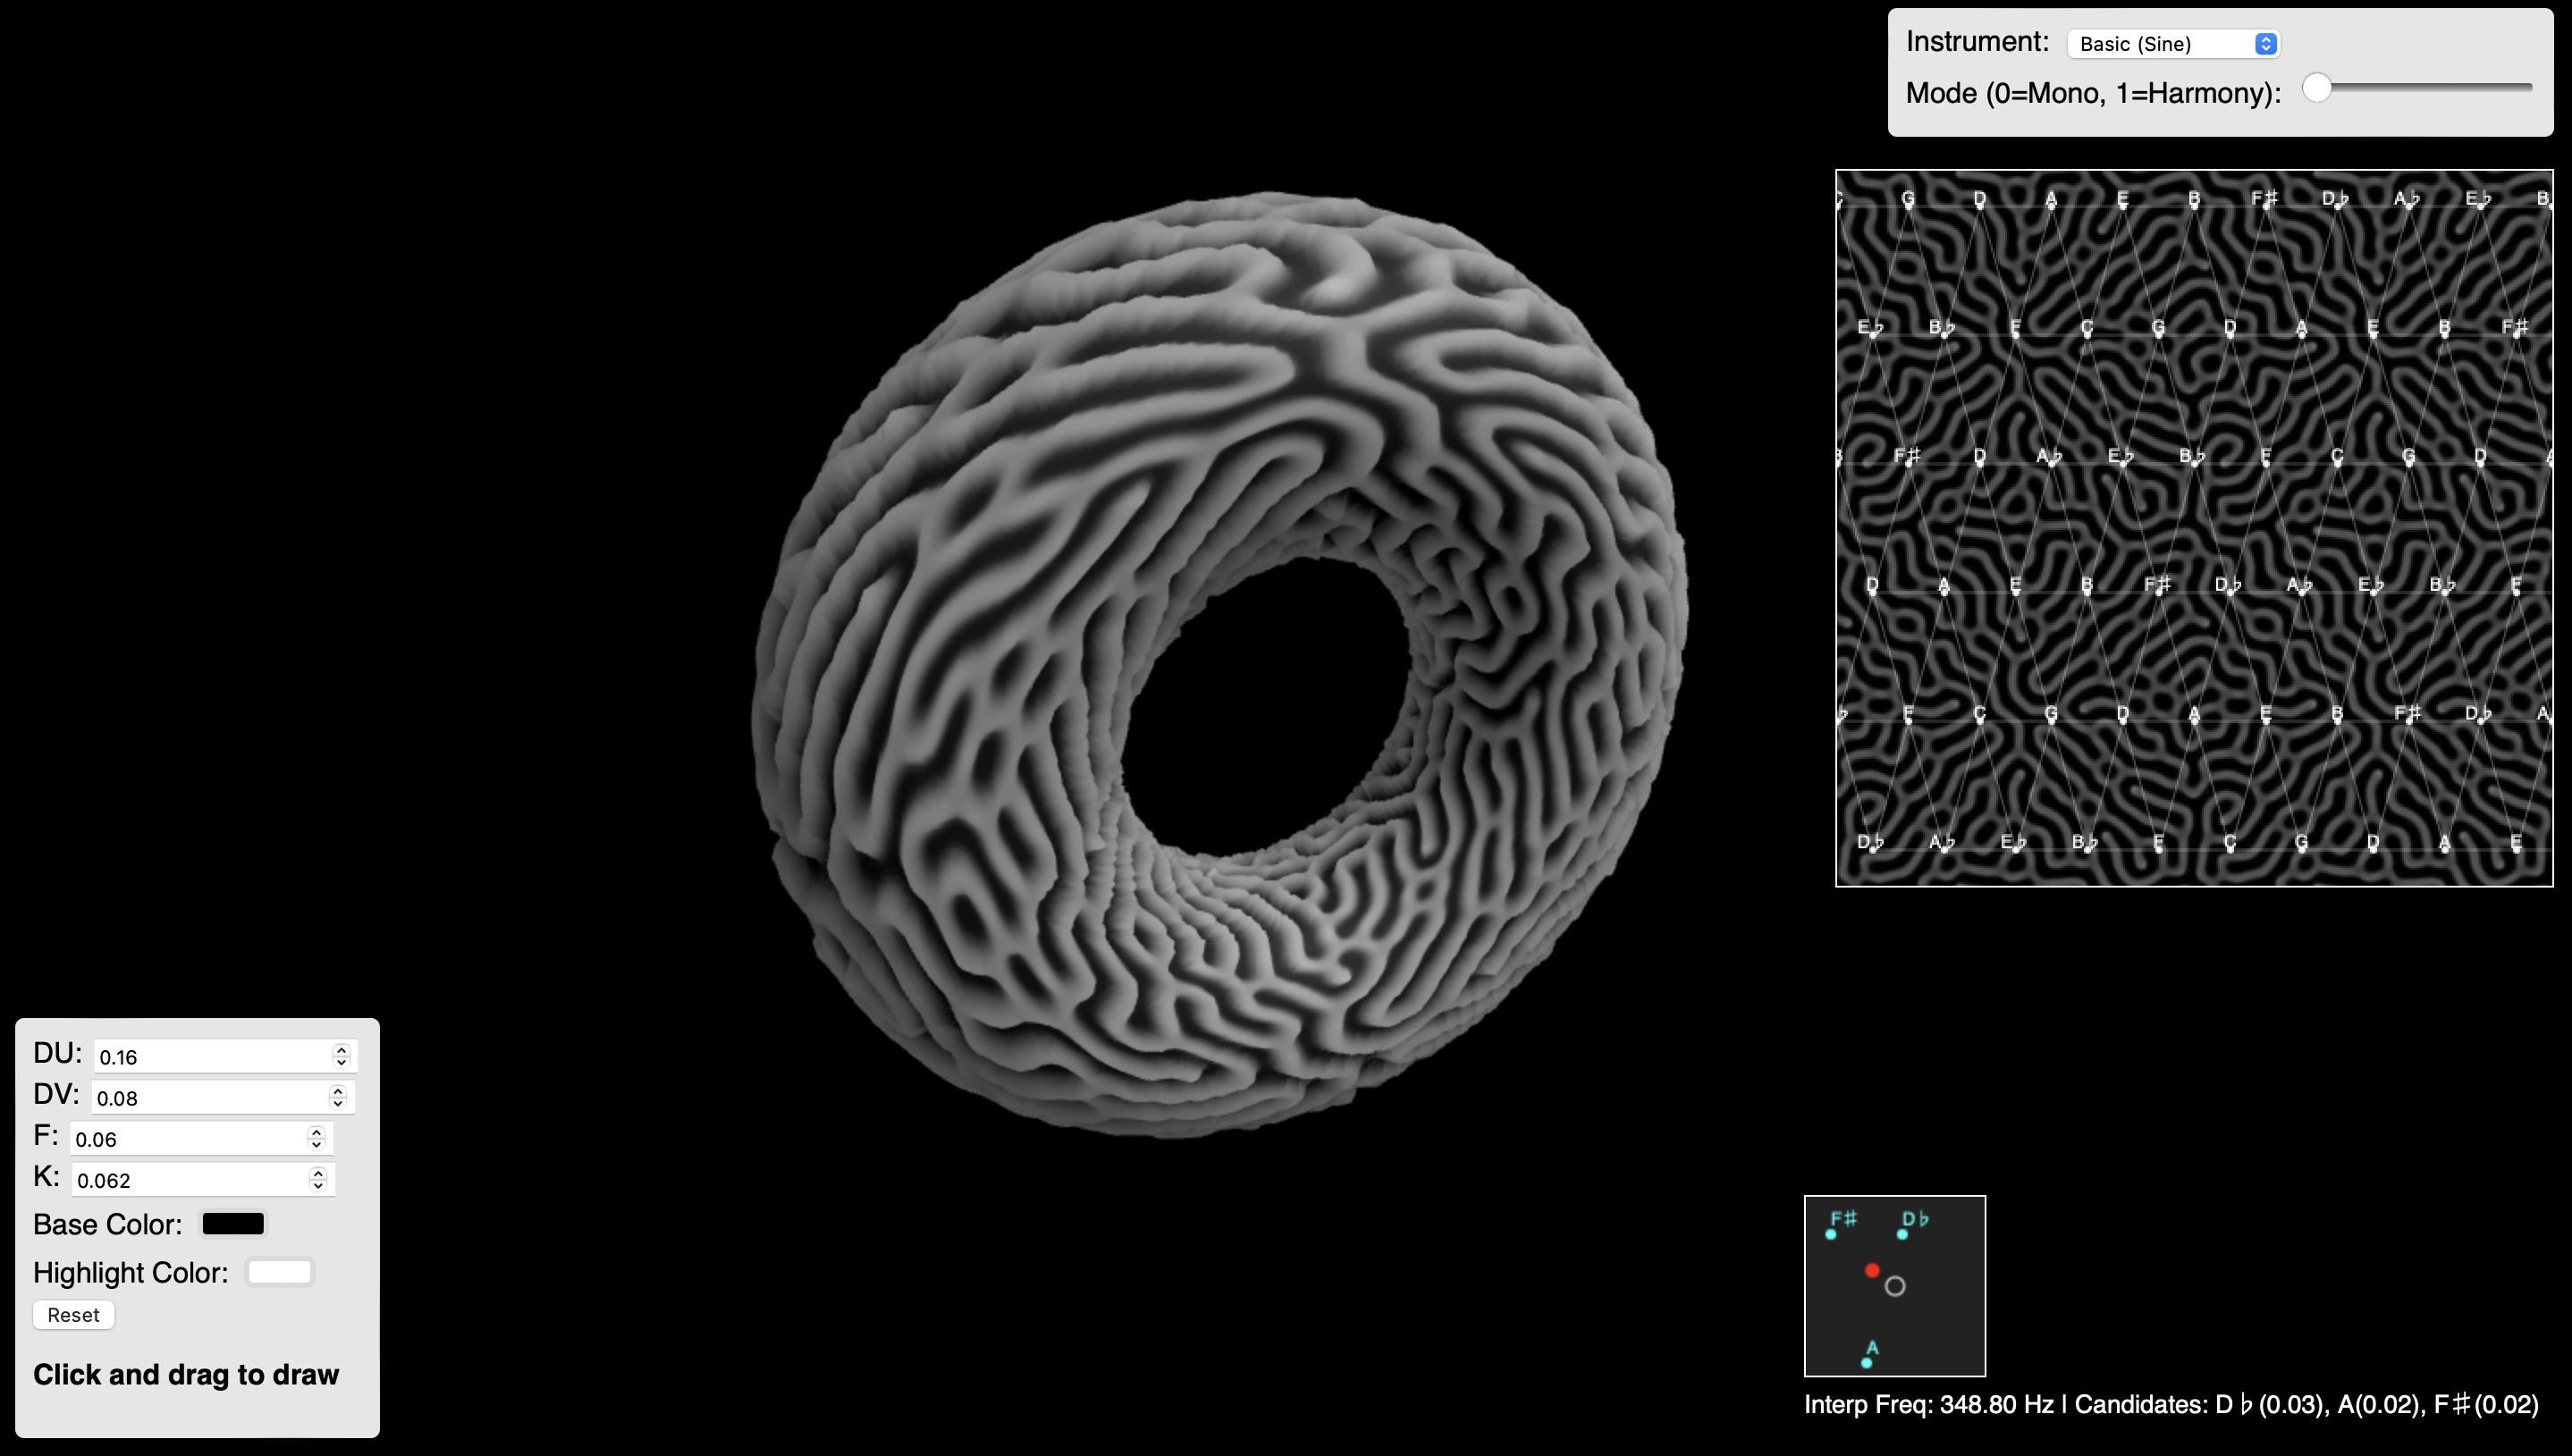 Instrument: Basic (Sine)
Mode (0=Mono, 1=Harmony):
G D A E B F♯ D♭ A♭ E♭ B
E♭ B♭ F C G D A E B F♯
F♯ D A♭ E♭ B♭ F C G D A
D A E B F♯ D♭ A♭ E♭ B♭ F
F C G D A E B F♯ D♭ A
D♭ A♭ E♭ B♭ F C G D A E
DU: 0.16
DV: 0.08
F: 0.06
K: 0.062
Base Color:
Highlight Color:
Reset
Click and drag to draw
F♯ D♭
A
Interp Freq: 348.80 Hz | Candidates: D♭(0.03), A(0.02), F♯(0.02)